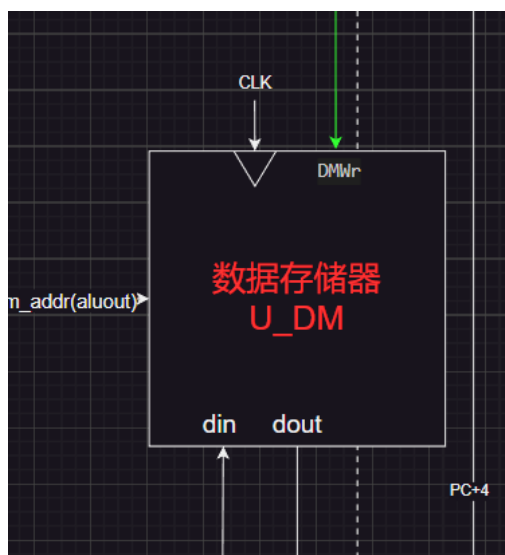 CLK
DMWr
数据存储器
U_DM
m_addr(aluout)
din
dout
PC+4